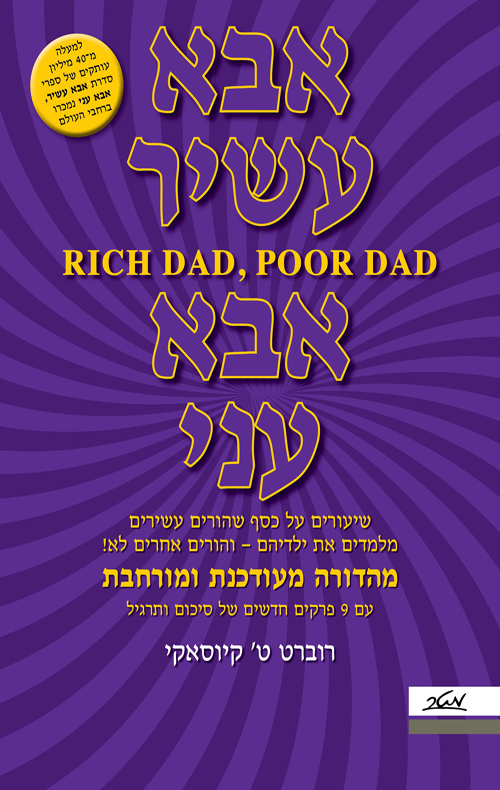 למעלה
מ־40 מיליון
עותקים של ספרי
סדרת אבא עשיר,
אבא עני נמכרו
ברחבי העולם
אבא
עשיר
RICH DAD, POOR DAD
אבא
עני
שיעורים על כסף שהורים עשירים
מלמדים את ילדיהם – והורים אחרים לא!
מהדורה מעודכנת ומורחבת
עם 9 פרקים חדשים של סיכום ותרגיל
רוברט ט' קיוסאקי
מטר